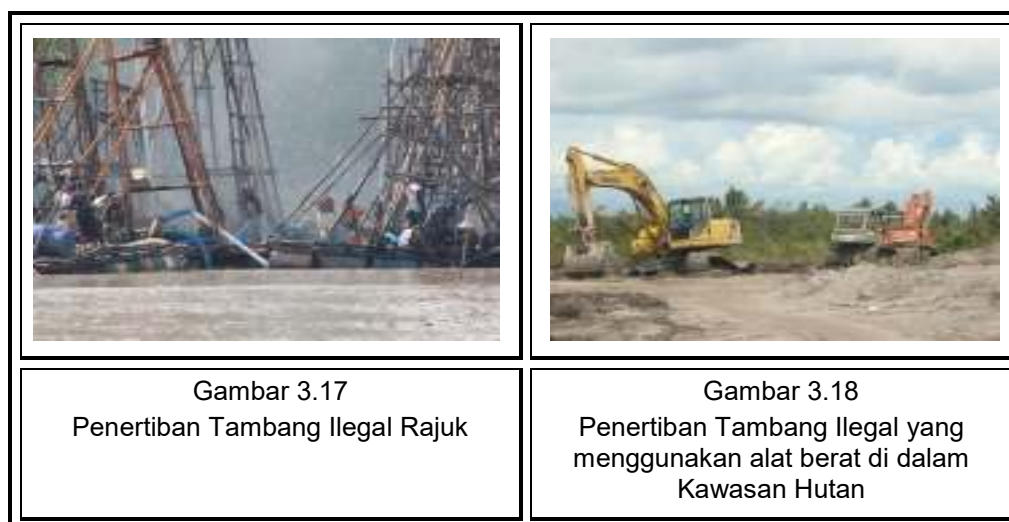 Gambar 3.17
Penertiban Tambang Ilegal Rajuk
Gambar 3.18
Penertiban Tambang Ilegal yang
menggunakan alat berat di dalam
Kawasan Hutan